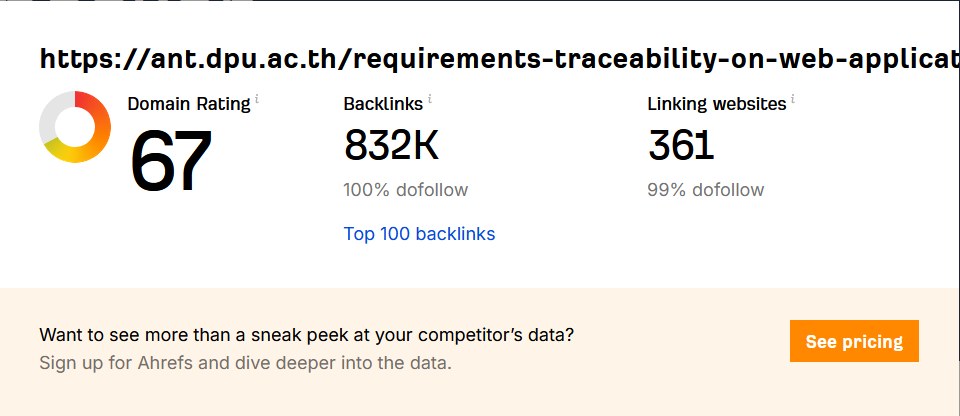 https://ant.dpu.ac.th/requirements-traceability-on-web-applicat
Domain Rating i
Backlinks i
Linking websites i
67
832K
361
100% dofollow
99% dofollow
Top 100 backlinks
Want to see more than a sneak peek at your competitor’s data?
Sign up for Ahrefs and dive deeper into the data.
See pricing